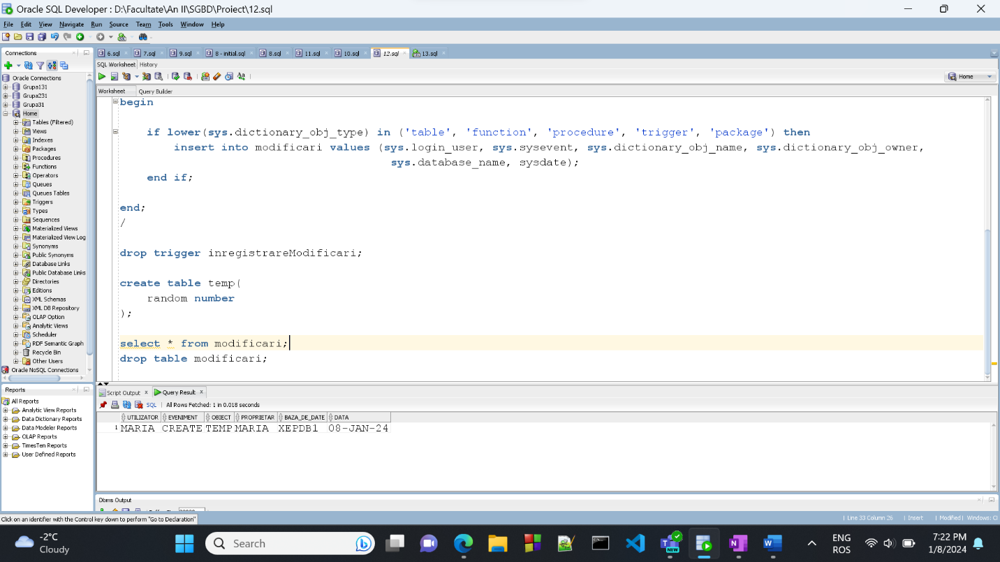 Oracle SQL Developer : D:\Facultate\An II\SGBD\Proiect\12.sql
File Edit View Navigate Run Source Team Tools Window Help
Connections
Oracle Connections
Grupa131
Grupa231
Grupa31
Home
Tables (Filtered)
Views
Indexes
Packages
Procedures
Functions
Operators
Queues
Queues Tables
Triggers
Types
Sequences
Materialized Views
Materialized View Log
Synonyms
Public Synonyms
Database Links
Public Database Links
Directories
Editions
XML Schemas
XML DB Repository
OLAP Option
Analytic Views
Scheduler
RDF Semantic Graph
Recycle Bin
Other Users
Oracle NoSQL Connections
Reports
All Reports
Analytic View Reports
Data Dictionary Reports
Data Modeler Reports
OLAP Reports
TimesTen Reports
User Defined Reports
6.sql 7.sql 9.sql 8 - initial.sql 8.sql 11.sql 10.sql 12.sql 13.sql
SQL Worksheet History
Home
Worksheet Query Builder
begin
if lower(sys.dictionary_obj_type) in ('table', 'function', 'procedure', 'trigger', 'package') then
insert into modificari values (sys.login_user, sys.sysevent, sys.dictionary_obj_name, sys.dictionary_obj_owner,
sys.database_name, sysdate);
end if;
end;
/
drop trigger inregistrareModificari;
create table temp(
random number
);
select * from modificari;
drop table modificari;
Script Output Query Result
SQL All Rows Fetched: 1 in 0.018 seconds
UTILIZATOR EVENIMENT OBIECT PROPRIETAR BAZA_DE_DATE DATA
1 MARIA CREATE TEMP MARIA XEPDB1 08-JAN-24
Dbms Output
Click on an identifier with the Control key down to perform "Go to Declaration"
Line 33 Column 26 Insert Modified Windows: C
-2°C
Cloudy
Search
NEW
ENG
ROS
7:22 PM
1/8/2024